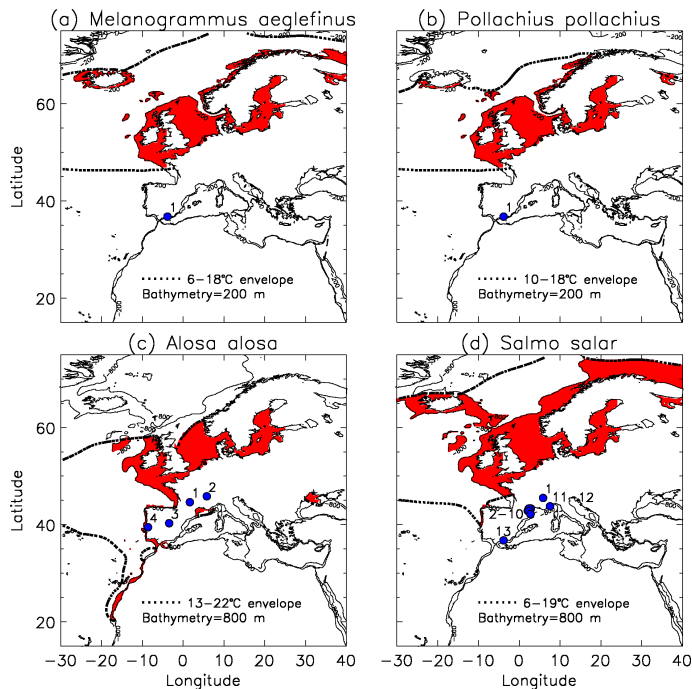 (a) Melanogrammus aeglefinus
(b) Pollachius pollachius
Latitude
60
40
20
1
6−18°C envelope
Bathymetry=200 m
1
10−18°C envelope
Bathymetry=200 m
(c) Alosa alosa
(d) Salmo salar
Latitude
60
40
20
1
2
3
4
13−22°C envelope
Bathymetry=800 m
1
11−12
2−10
13
6−19°C envelope
Bathymetry=800 m
−30 −20 −10 0 10 20 30 40
−30 −20 −10 0 10 20 30 40
Longitude
Longitude